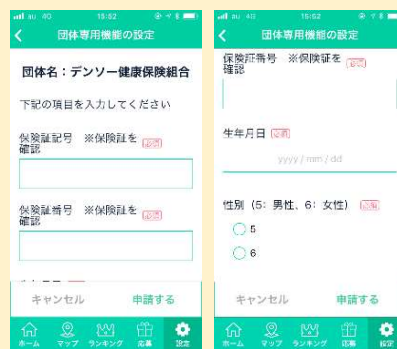 au 4G 15:52
団体専用機能の設定
団体名：デンソー健康保険組合
下記の項目を入力してください
保険証記号 ※保険証を確認 必須
保険証番号 ※保険証を確認 必須
キャンセル 申請する
ホーム マップ ランキング 応募 設定
au 4G 15:52
団体専用機能の設定
保険証番号 ※保険証を確認 必須
生年月日 必須
yyyy / mm / dd
性別（5：男性、6：女性） 必須
5
6
キャンセル 申請する
ホーム マップ ランキング 応募 設定